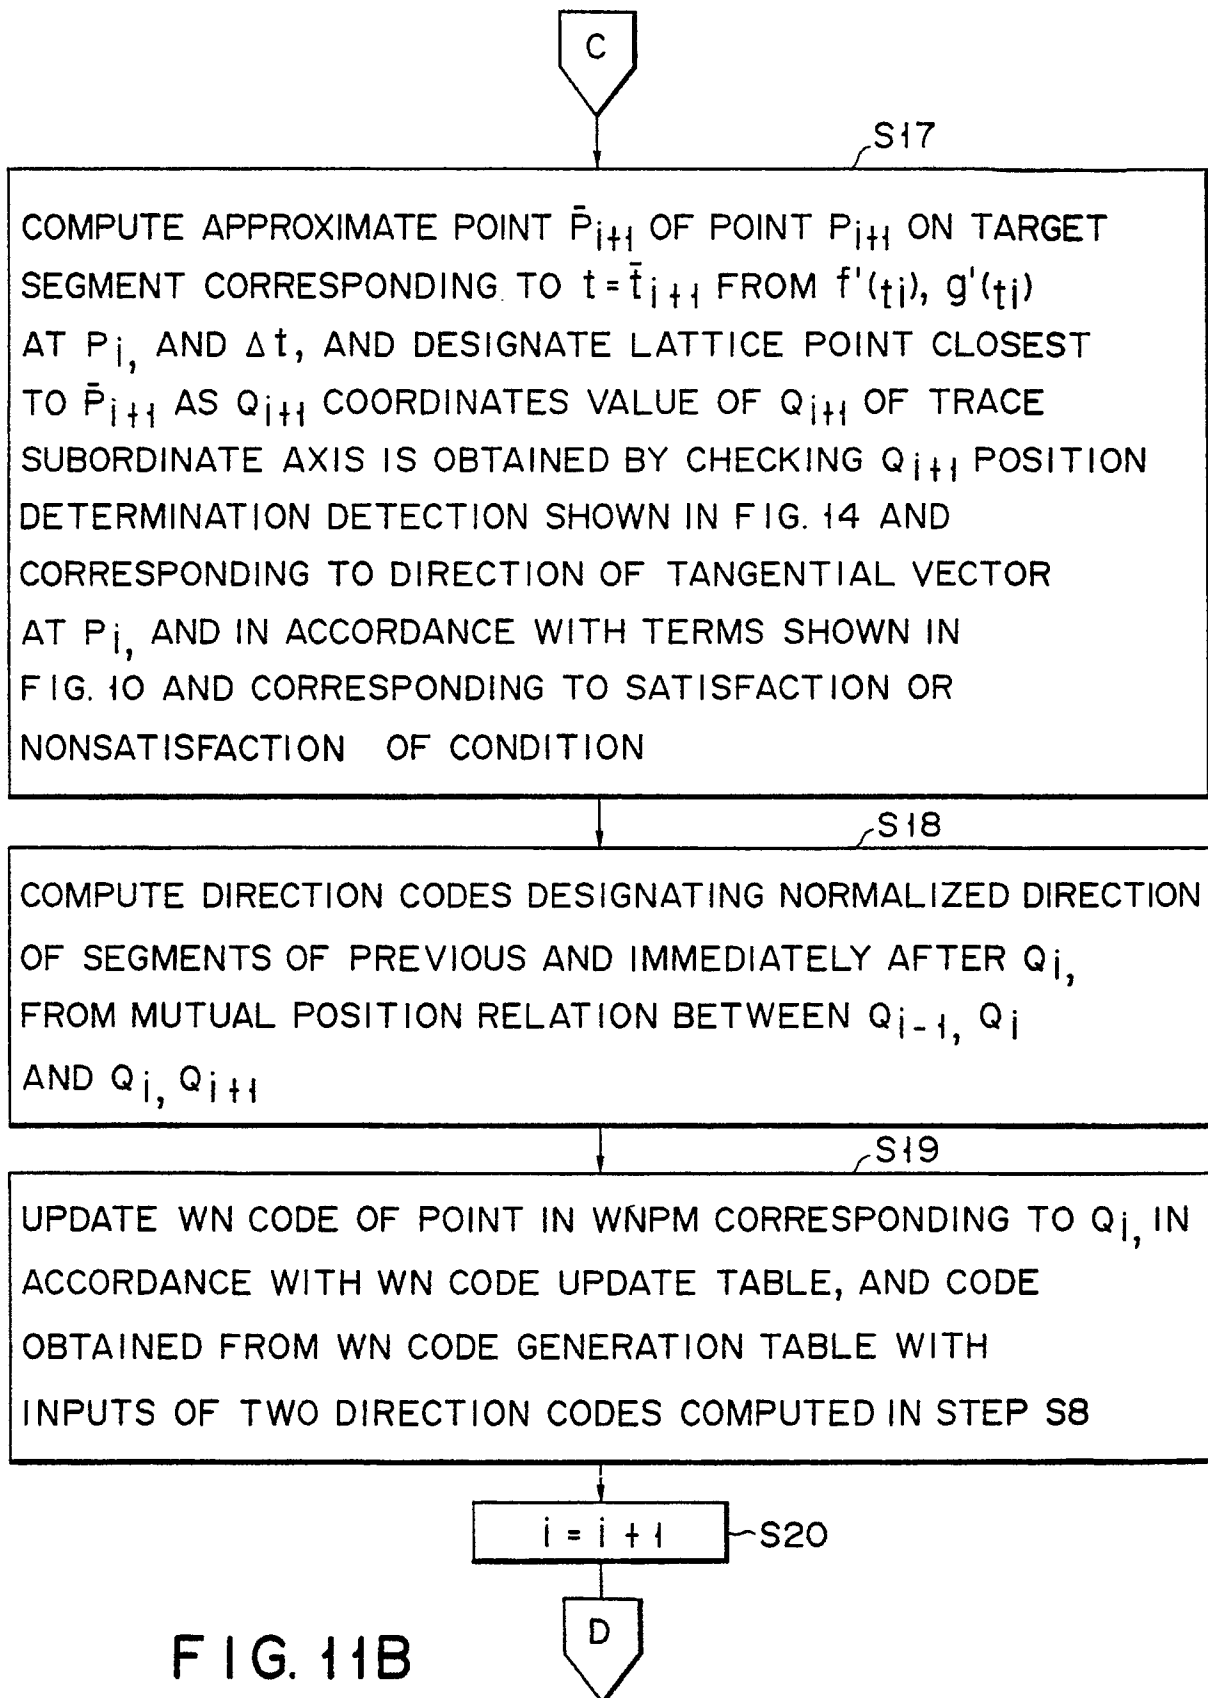 C
S17
COMPUTE APPROXIMATE POINT P̄i+1 OF POINT Pi+1 ON TARGET
SEGMENT CORRESPONDING TO t = t̄i+1 FROM f'(ti), g'(ti)
AT Pi, AND Δt, AND DESIGNATE LATTICE POINT CLOSEST
TO P̄i+1 AS Qi+1 COORDINATES VALUE OF Qi+1 OF TRACE
SUBORDINATE AXIS IS OBTAINED BY CHECKING Qi+1 POSITION
DETERMINATION DETECTION SHOWN IN FIG. 14 AND
CORRESPONDING TO DIRECTION OF TANGENTIAL VECTOR
AT Pi, AND IN ACCORDANCE WITH TERMS SHOWN IN
FIG. 10 AND CORRESPONDING TO SATISFACTION OR
NONSATISFACTION OF CONDITION
S18
COMPUTE DIRECTION CODES DESIGNATING NORMALIZED DIRECTION
OF SEGMENTS OF PREVIOUS AND IMMEDIATELY AFTER Qi,
FROM MUTUAL POSITION RELATION BETWEEN Qi-1, Qi
AND Qi, Qi+1
S19
UPDATE WN CODE OF POINT IN WNPM CORRESPONDING TO Qi, IN
ACCORDANCE WITH WN CODE UPDATE TABLE, AND CODE
OBTAINED FROM WN CODE GENERATION TABLE WITH
INPUTS OF TWO DIRECTION CODES COMPUTED IN STEP S8
i = i + 1
S20
D
FIG. 11B